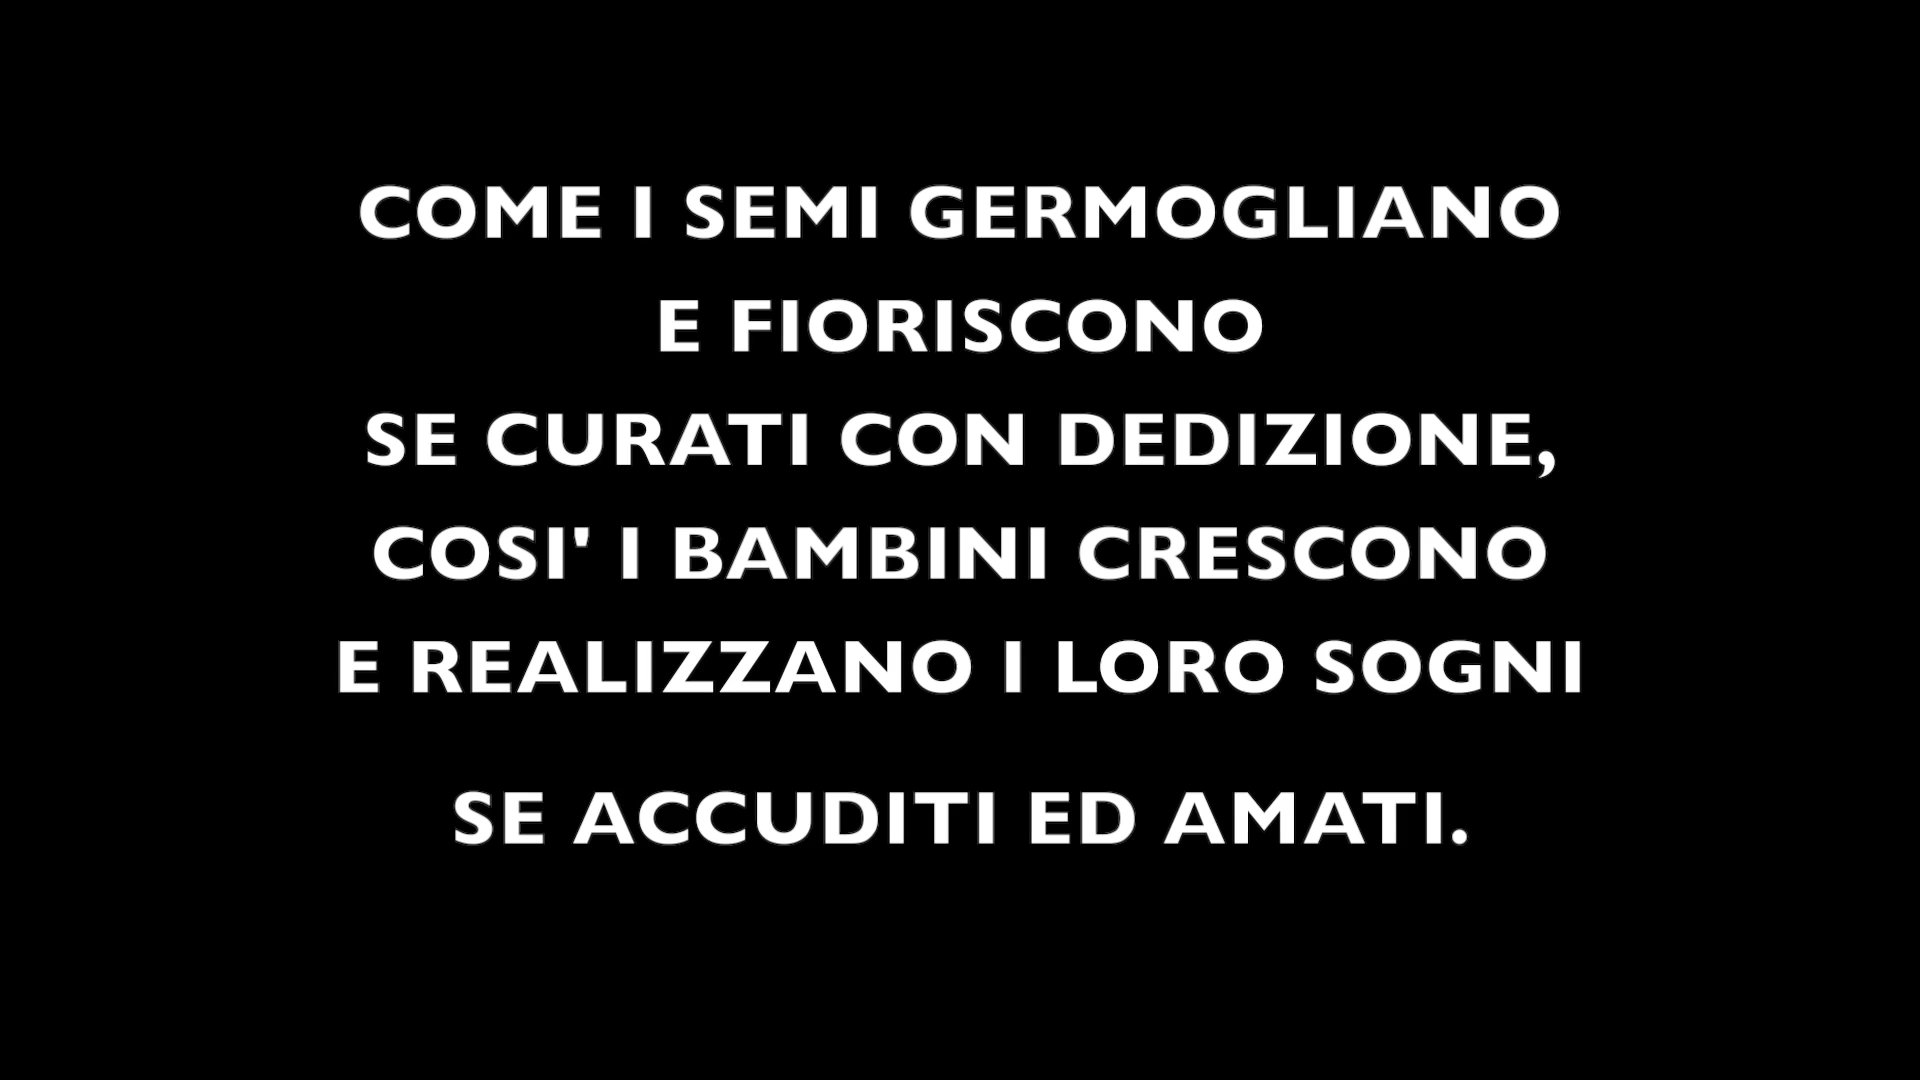 COME I SEMI GERMOGLIANO
E FIORISCONO
SE CURATI CON DEDIZIONE,
COSI' I BAMBINI CRESCONO
E REALIZZANO I LORO SOGNI
SE ACCUDITI ED AMATI.